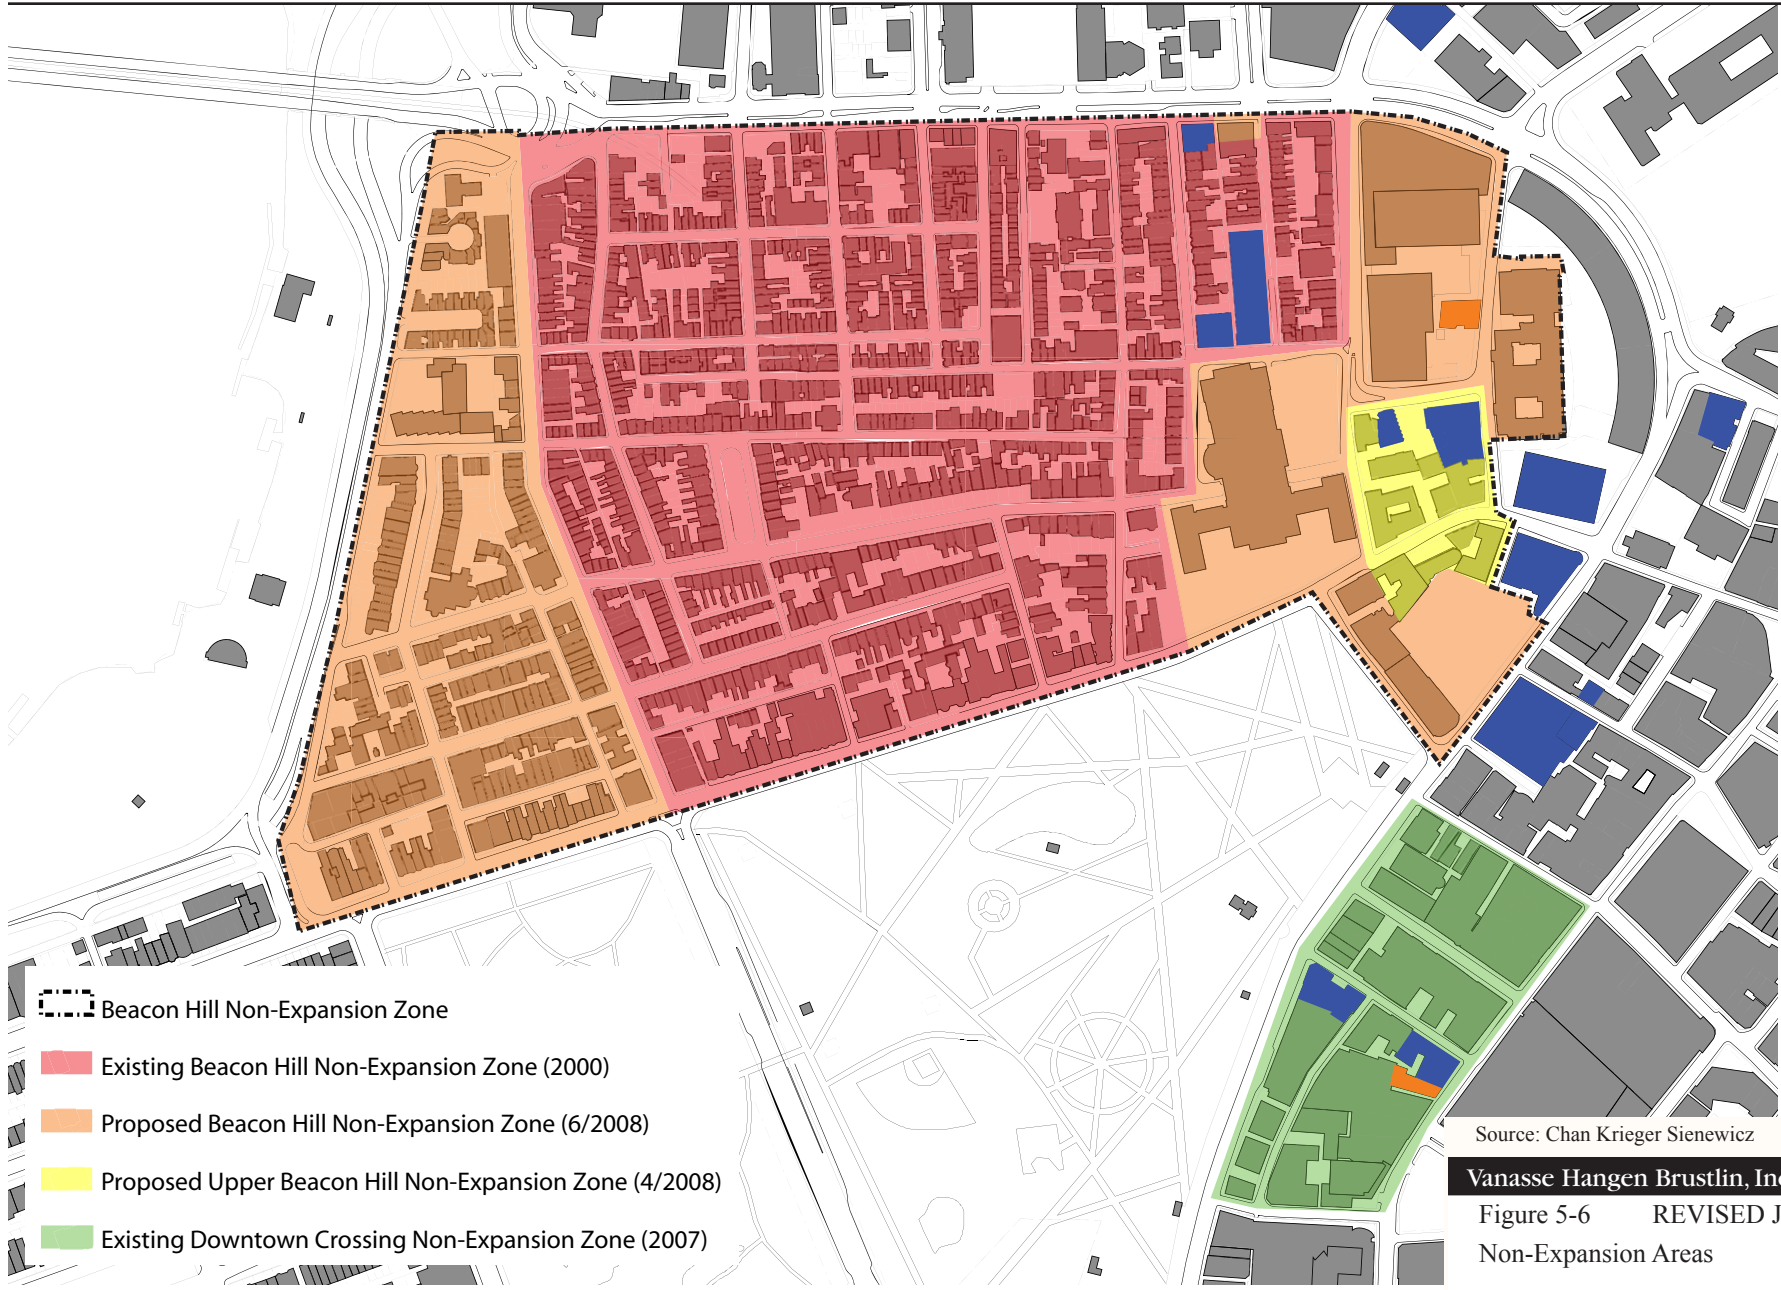 Beacon Hill Non-Expansion Zone
Existing Beacon Hill Non-Expansion Zone (2000)
Proposed Beacon Hill Non-Expansion Zone (6/2008)
Proposed Upper Beacon Hill Non-Expansion Zone (4/2008)
Existing Downtown Crossing Non-Expansion Zone (2007)
Source: Chan Krieger Sienewicz
Vanasse Hangen Brustlin, Inc
Figure 5-6 REVISED J
Non-Expansion Areas